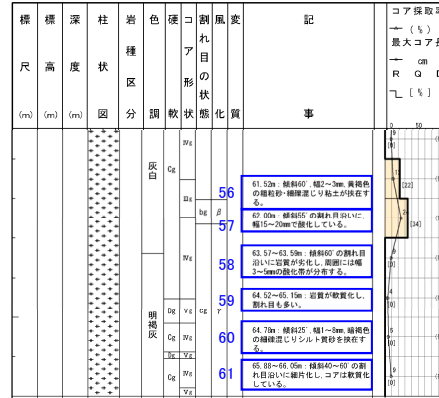 標尺
(m)
標高
(m)
深度
(m)
柱状図
岩種区分
色調
硬軟
コア形状
割れ目の状態
風化
変質
記事
コア採取率
(%)
最大コア長
cm
R Q D
[%]
0 50
灰白
明褐灰
Cg
Cg
Dg
Cg
Dg
Cg
Ⅳg
Ⅲg
Ⅳg
Ⅴg
Ⅳg
Ⅴg
Ⅳg
Ⅴg
bg
cg
β
γ
56
61.52m：傾斜60°,幅2〜3mm,黄褐色
の細粒砂・細礫混じり粘土が挟在す
る。
57
62.00m：傾斜55°の割れ目沿いに,
幅15〜20mmで酸化している。
58
63.57〜63.59m：傾斜60°の割れ目
沿いに岩質が劣化し,周囲には幅
3〜5mmの酸化帯が分布する。
59
64.52〜65.15m：岩質が軟質化し,
割れ目も多い。
60
64.78m：傾斜25°,幅1〜8mm,暗褐色
の細礫混じりシルト質砂を挟在す
る。
61
65.88〜66.05m：傾斜40〜60°の割
れ目沿いに細片化し,コアは軟質化
している。
[22]
[34]
[0]
[0]
[0]
[0]